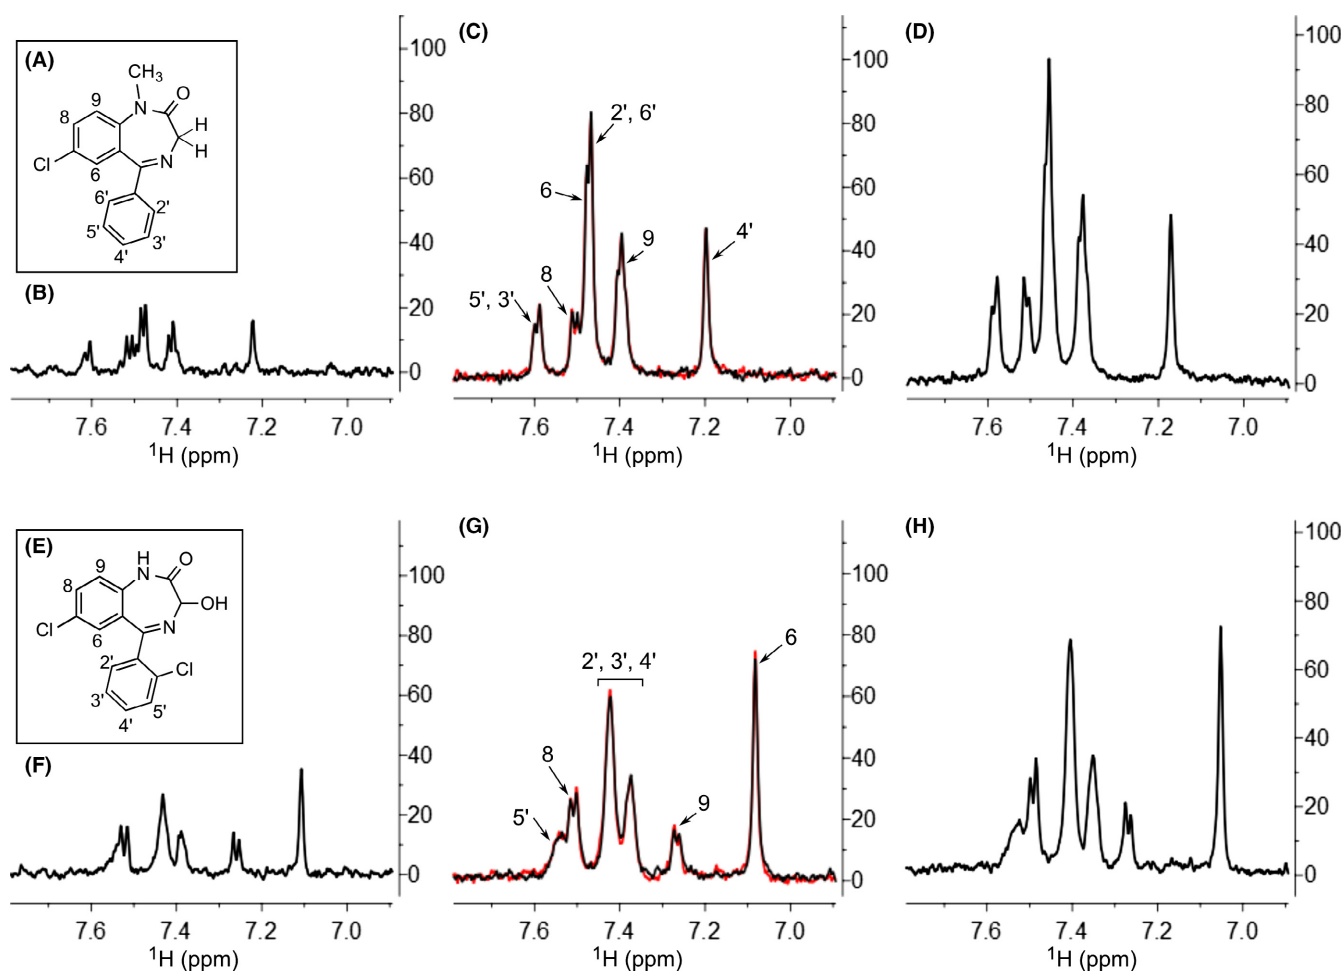 (A)
CH₃
9
N
O
8
H
H
Cl
N
6
6'
2'
5'
3'
4'
(B)
100
80
60
40
20
0
7.6 7.4 7.2 7.0
¹H (ppm)
(C)
2', 6'
6
9
4'
8
5', 3'
100
80
60
40
20
0
7.6 7.4 7.2 7.0
¹H (ppm)
(D)
100
80
60
40
20
0
7.6 7.4 7.2 7.0
¹H (ppm)
(E)
H
9
N
O
8
OH
Cl
N
6
2'
Cl
3'
5'
4'
(F)
100
80
60
40
20
0
7.6 7.4 7.2 7.0
¹H (ppm)
(G)
2', 3', 4'
6
8
5'
9
100
80
60
40
20
0
7.6 7.4 7.2 7.0
¹H (ppm)
(H)
100
80
60
40
20
0
7.6 7.4 7.2 7.0
¹H (ppm)